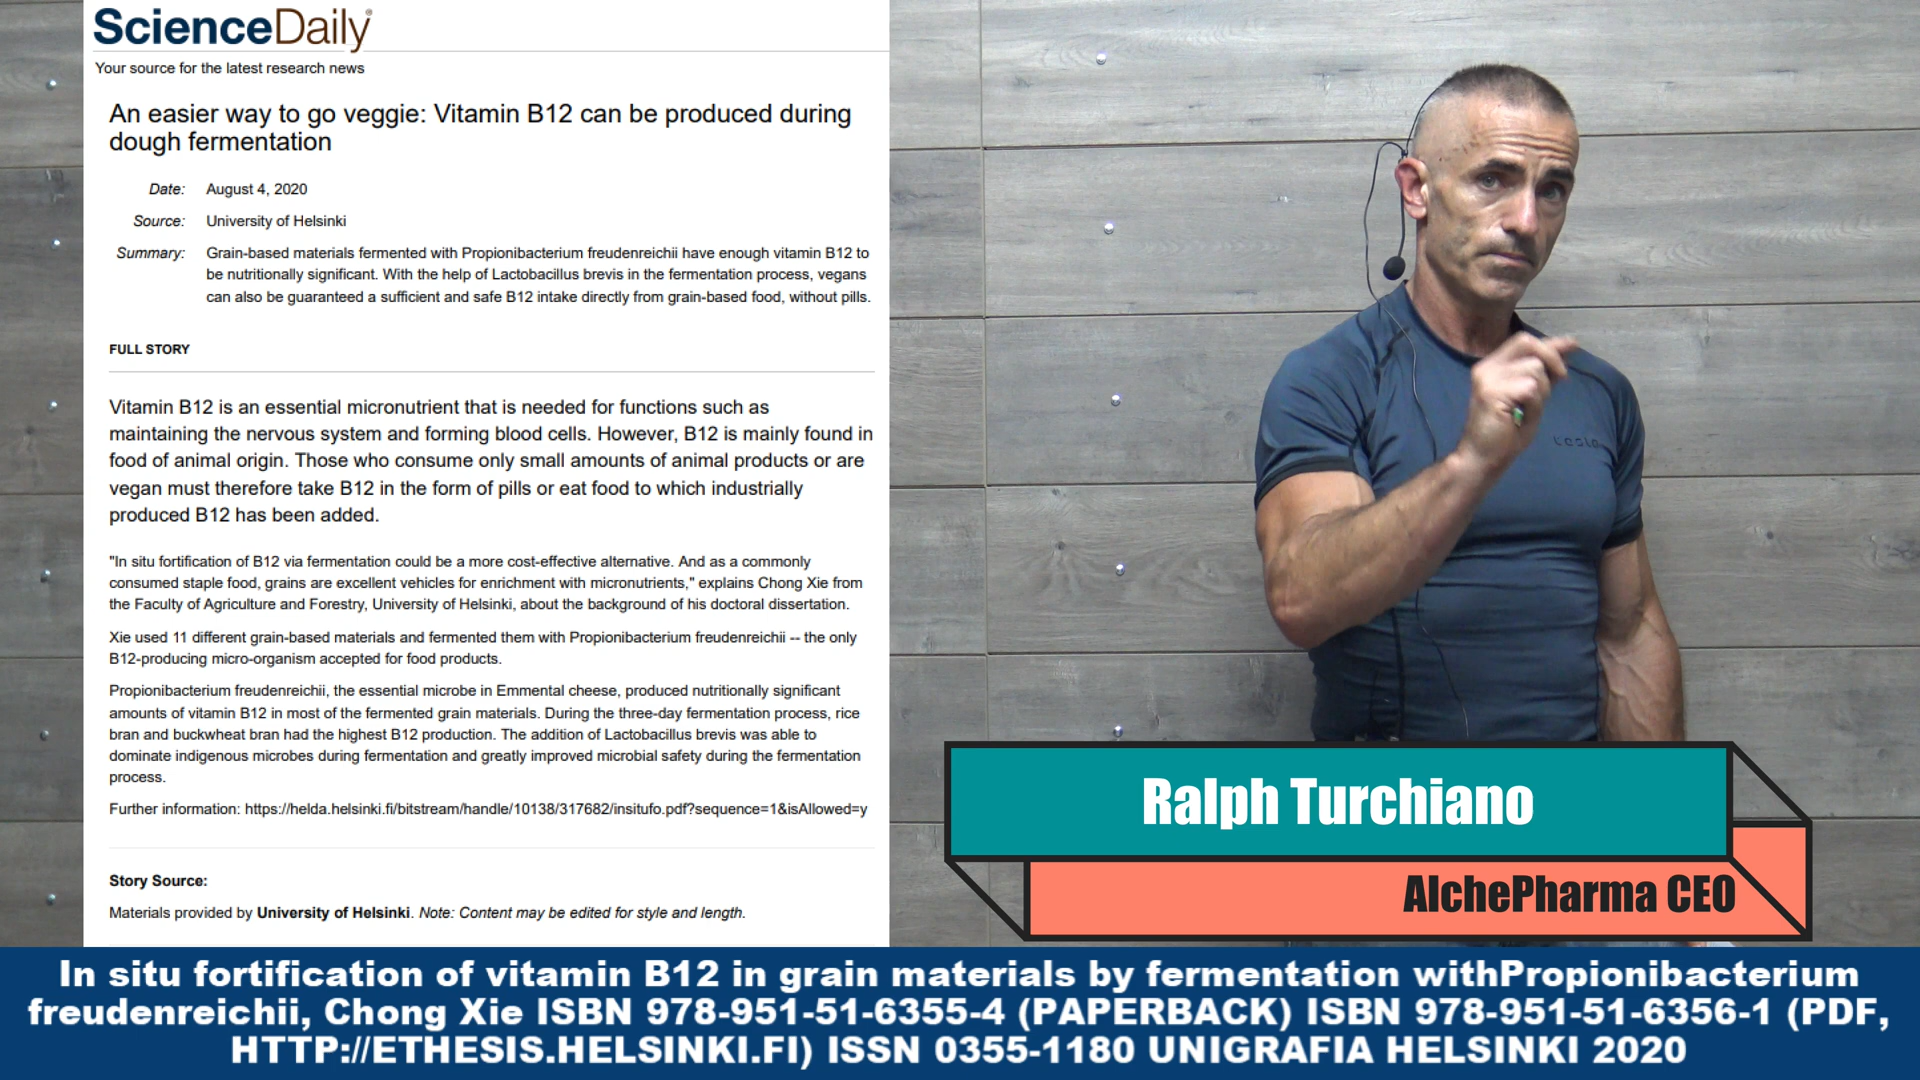 ScienceDaily®
Your source for the latest research news
An easier way to go veggie: Vitamin B12 can be produced during
dough fermentation
Date: August 4, 2020
Source: University of Helsinki
Summary: Grain-based materials fermented with Propionibacterium freudenreichii have enough vitamin B12 to
be nutritionally significant. With the help of Lactobacillus brevis in the fermentation process, vegans
can also be guaranteed a sufficient and safe B12 intake directly from grain-based food, without pills.
FULL STORY
Vitamin B12 is an essential micronutrient that is needed for functions such as
maintaining the nervous system and forming blood cells. However, B12 is mainly found in
food of animal origin. Those who consume only small amounts of animal products or are
vegan must therefore take B12 in the form of pills or eat food to which industrially
produced B12 has been added.
"In situ fortification of B12 via fermentation could be a more cost-effective alternative. And as a commonly
consumed staple food, grains are excellent vehicles for enrichment with micronutrients," explains Chong Xie from
the Faculty of Agriculture and Forestry, University of Helsinki, about the background of his doctoral dissertation.
Xie used 11 different grain-based materials and fermented them with Propionibacterium freudenreichii -- the only
B12-producing micro-organism accepted for food products.
Propionibacterium freudenreichii, the essential microbe in Emmental cheese, produced nutritionally significant
amounts of vitamin B12 in most of the fermented grain materials. During the three-day fermentation process, rice
bran and buckwheat bran had the highest B12 production. The addition of Lactobacillus brevis was able to
dominate indigenous microbes during fermentation and greatly improved microbial safety during the fermentation
process.
Further information: https://helda.helsinki.fi/bitstream/handle/10138/317682/insitufo.pdf?sequence=1&isAllowed=y
Story Source:
Materials provided by University of Helsinki. Note: Content may be edited for style and length.
Ralph Turchiano
AlchePharma CEO
In situ fortification of vitamin B12 in grain materials by fermentation withPropionibacterium
freudenreichii, Chong Xie ISBN 978-951-51-6355-4 (PAPERBACK) ISBN 978-951-51-6356-1 (PDF,
HTTP://ETHESIS.HELSINKI.FI) ISSN 0355-1180 UNIGRAFIA HELSINKI 2020